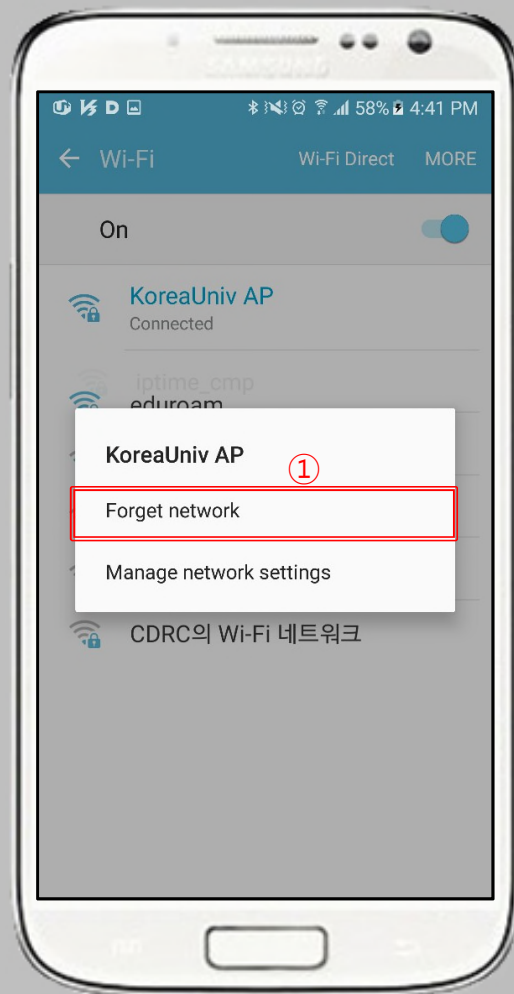 SAMSUNG
58% 4:41 PM
Wi-Fi Wi-Fi Direct MORE
On
KoreaUniv AP
Connected
iptime_cmp
eduroam
KoreaUniv AP
①
Forget network
Manage network settings
CDRC의 Wi-Fi 네트워크